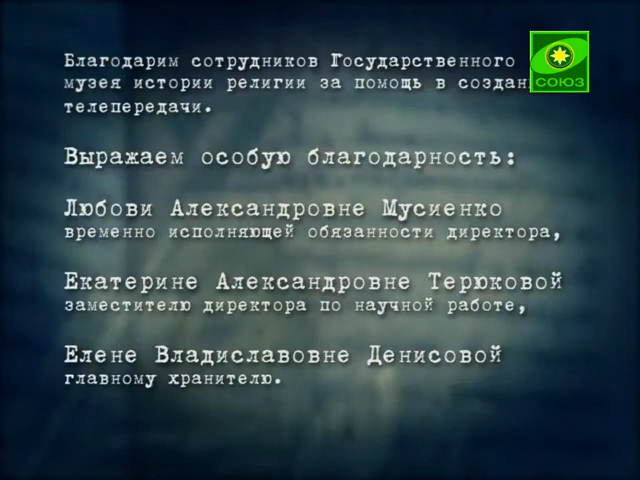 Благодарим сотрудников Государственного
музея истории религии за помощь в
телепередачи.
Выражаем особую благодарность:
Любови Александровне Мусиенко
временно исполняющей обязанности директора,
Екатерине Александровне Терюковой
заместителю директора по научной работе,
Елене Владиславовне Денисовой
главному хранителю.
СОЮЗ